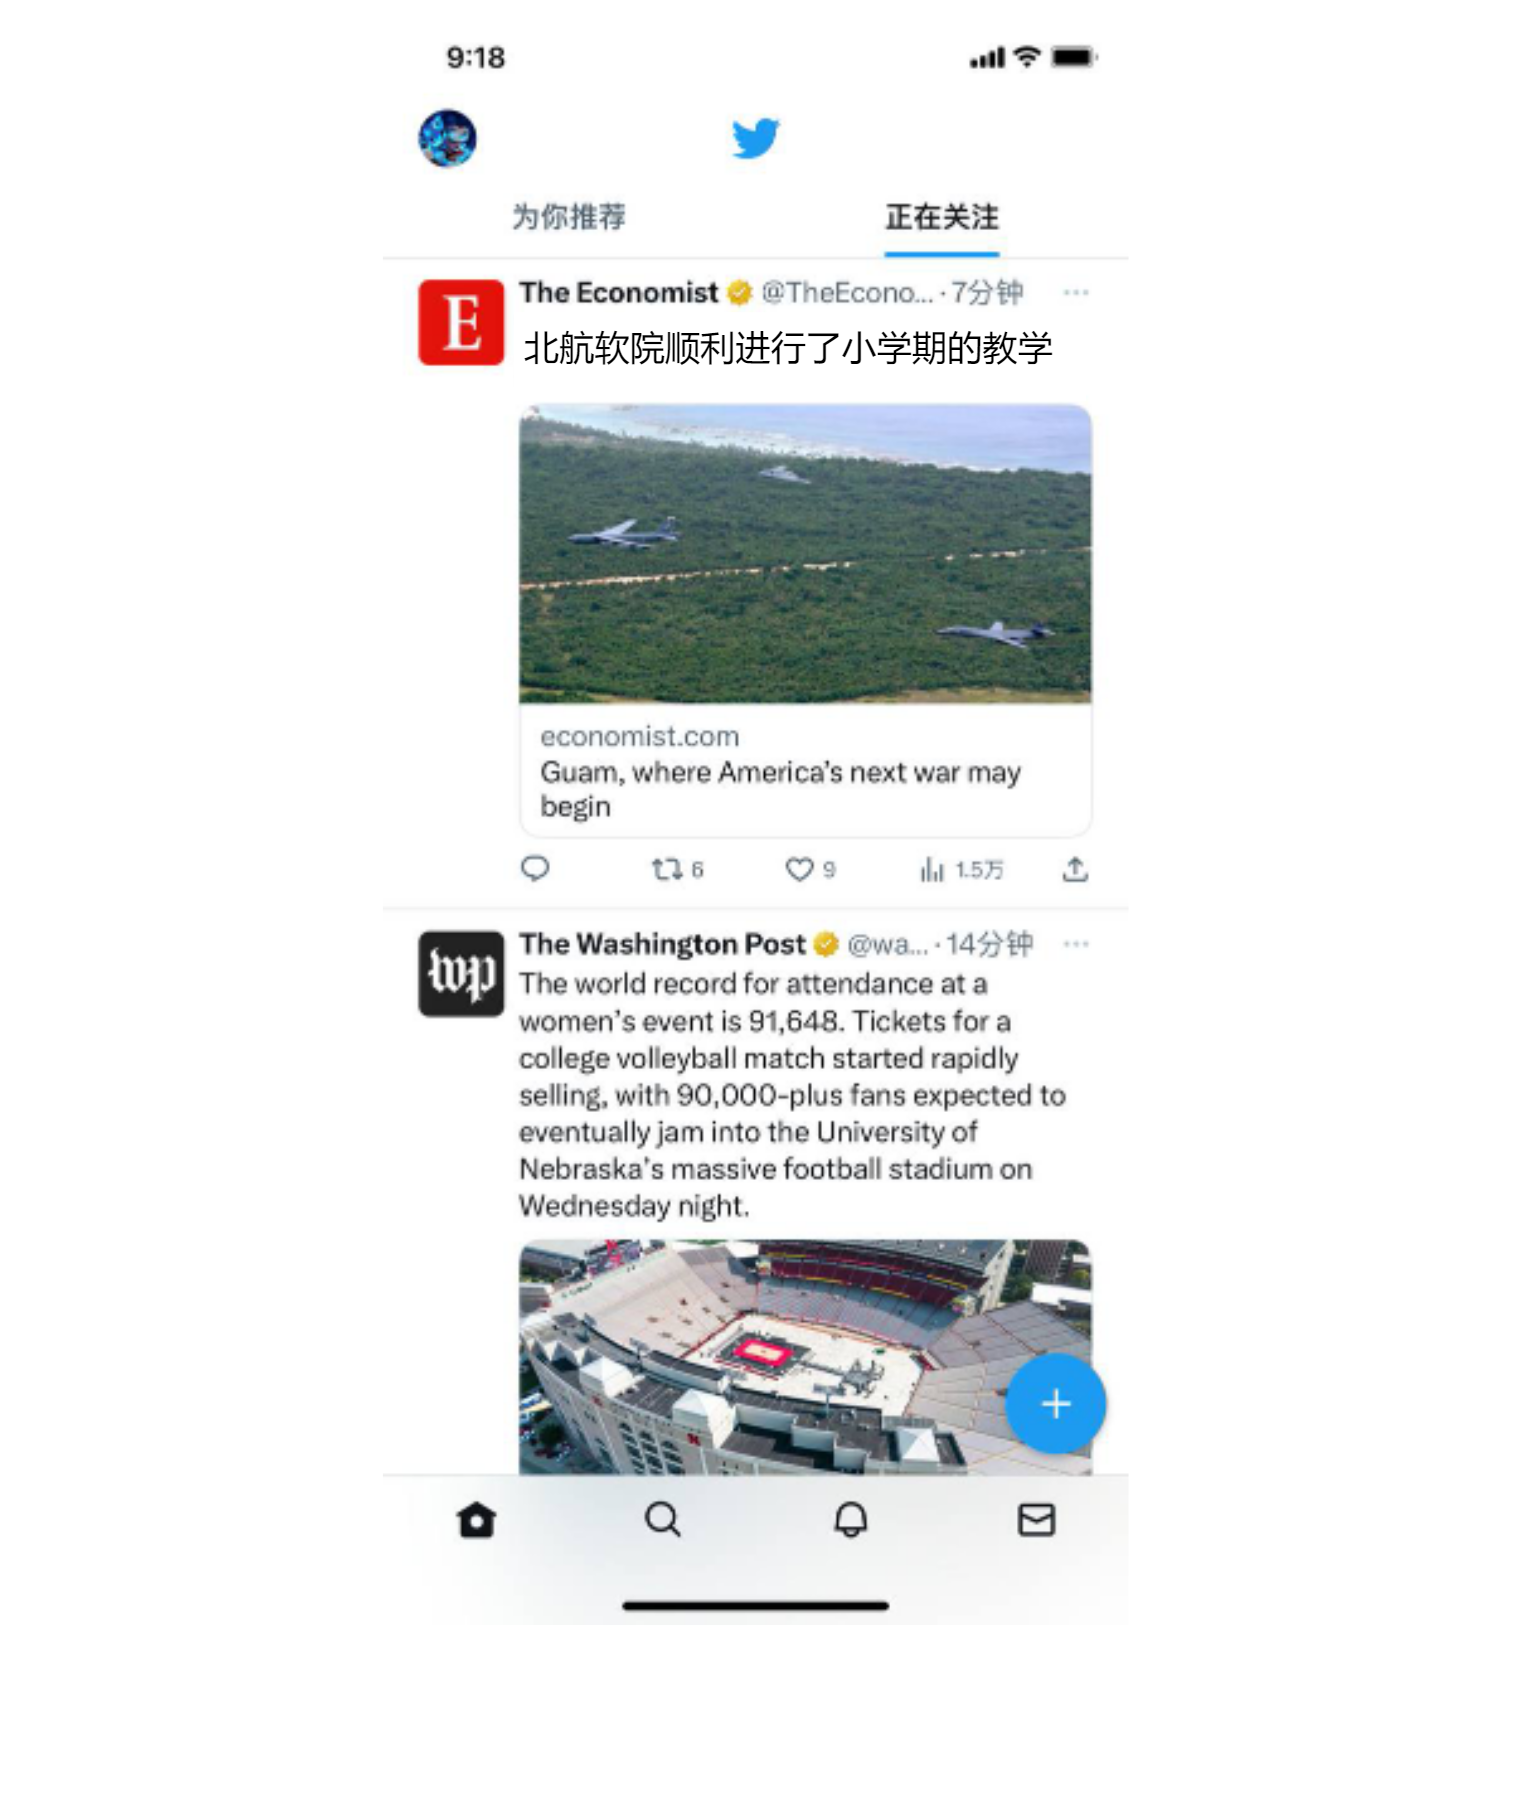 9:18
为你推荐 正在关注
The Economist @TheEcono... · 7分钟 ...
E
北航软院顺利进行了小学期的教学
economist.com
Guam, where America's next war may
begin
6 9 1.5万
The Washington Post @wa... · 14分钟 ...
wp
The world record for attendance at a
women's event is 91,648. Tickets for a
college volleyball match started rapidly
selling, with 90,000-plus fans expected to
eventually jam into the University of
Nebraska's massive football stadium on
Wednesday night.